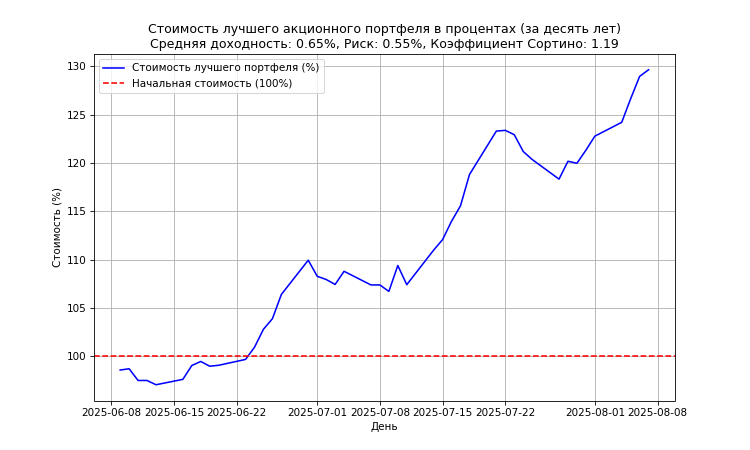 Стоимость лучшего акционного портфеля в процентах (за десять лет)
Средняя доходность: 0.65%, Риск: 0.55%, Коэффициент Сортино: 1.19
Стоимость лучшего портфеля (%)
Начальная стоимость (100%)
Стоимость (%)
130
125
120
115
110
105
100
2025-06-08 2025-06-15 2025-06-22 2025-07-01 2025-07-08 2025-07-15 2025-07-22 2025-08-01 2025-08-08
День